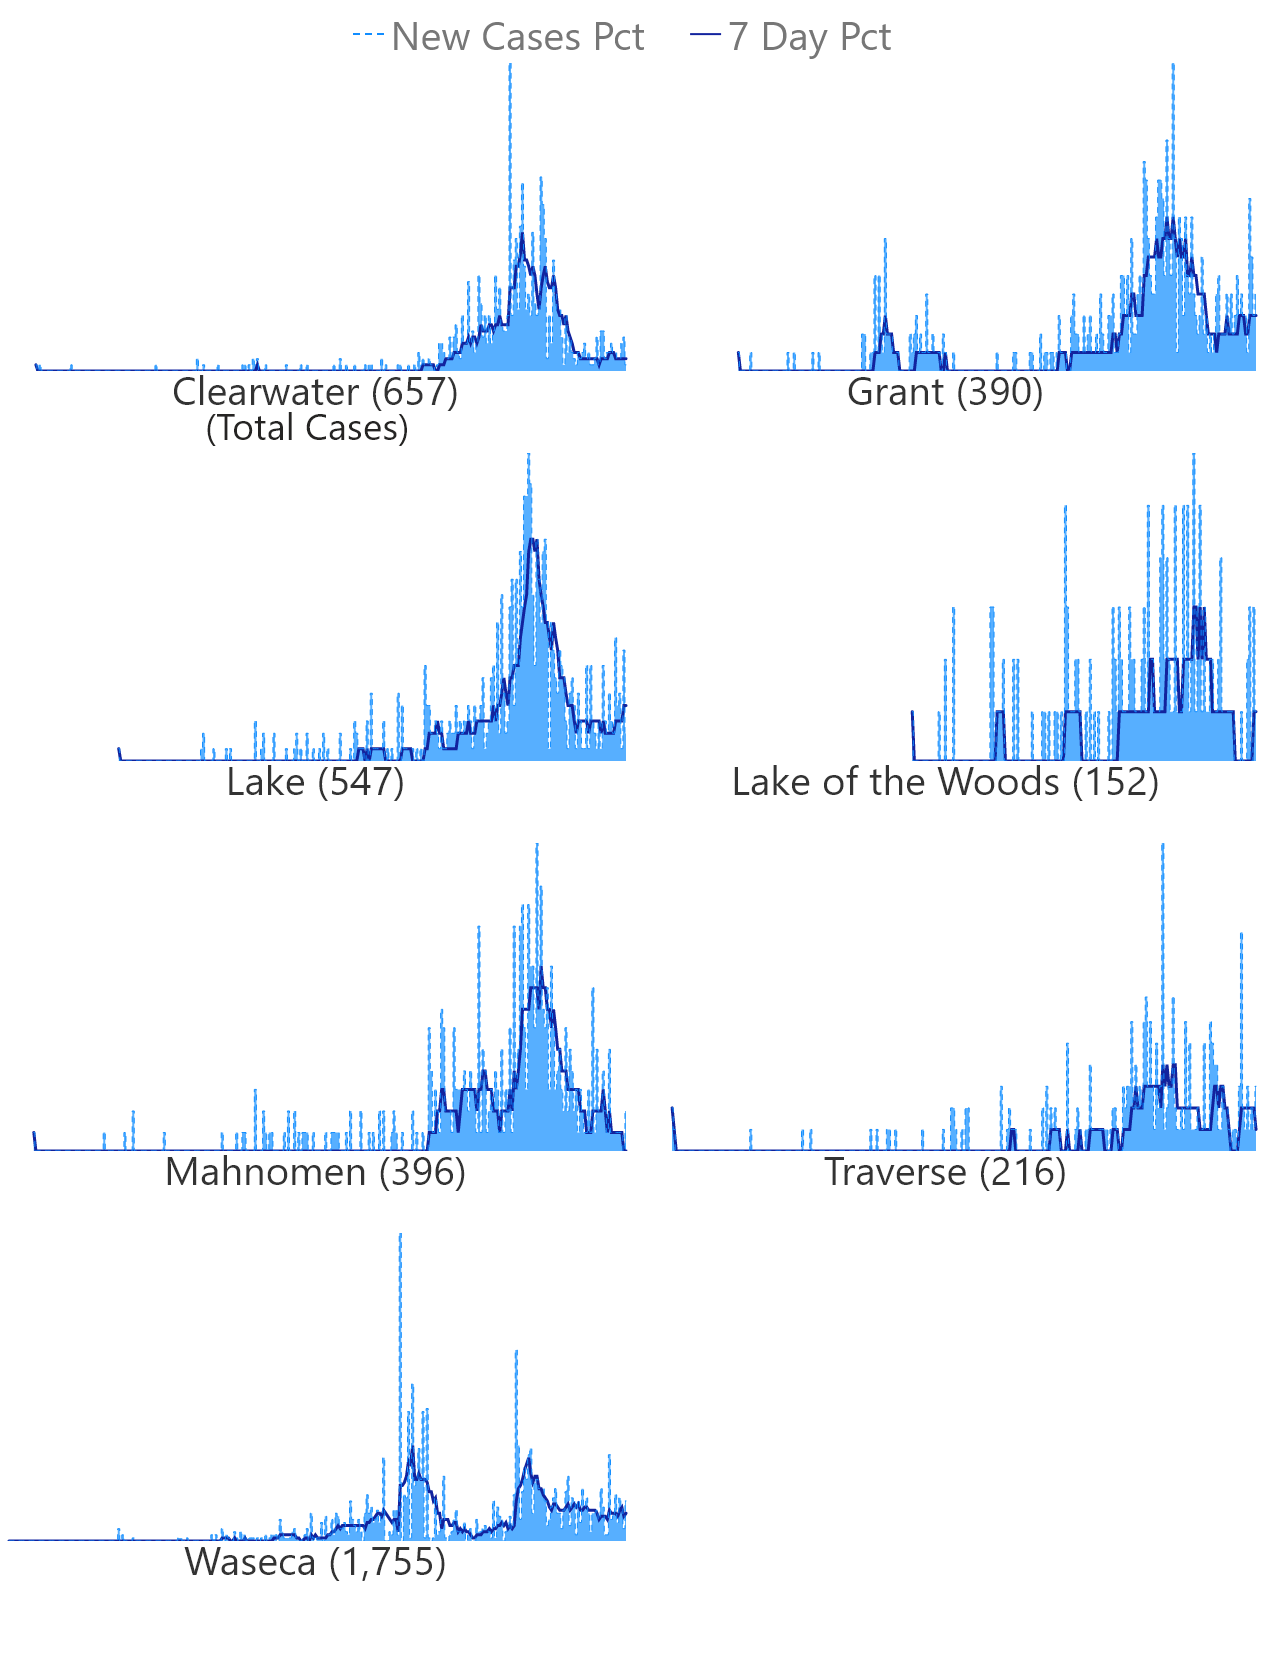 New Cases Pct 7 Day Pct
Clearwater (657) Grant (390)
(Total Cases)
Lake (547) Lake of the Woods (152)
Mahnomen (396) Traverse (216)
Waseca (1,755)